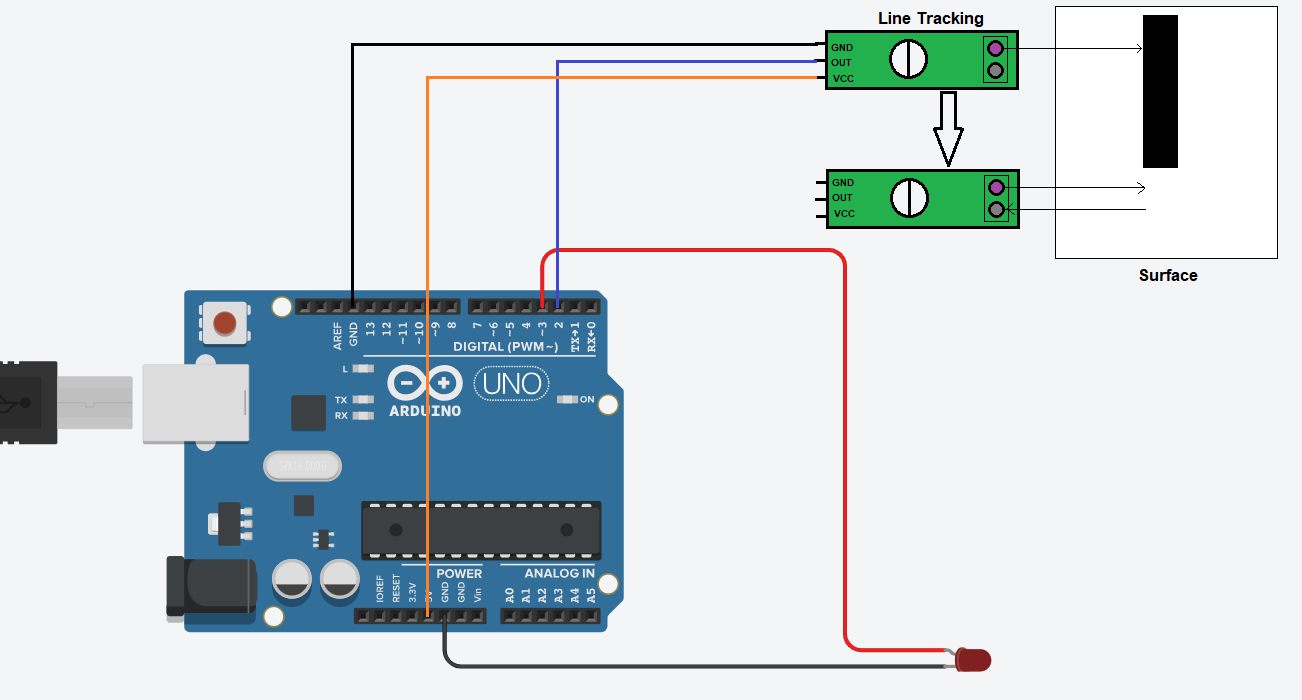 Line Tracking
GND
OUT
VCC
GND
OUT
VCC
Surface
AREF
GND
13
12
~11
~10
~9
8
7
~6
~5
4
~3
2
TX→1
RX←0
DIGITAL (PWM~)
L
TX
RX
UNO
ARDUINO
ON
POWER
ANALOG IN
IOREF
RESET
3.3V
5V
GND
GND
Vin
A0
A1
A2
A3
A4
A5